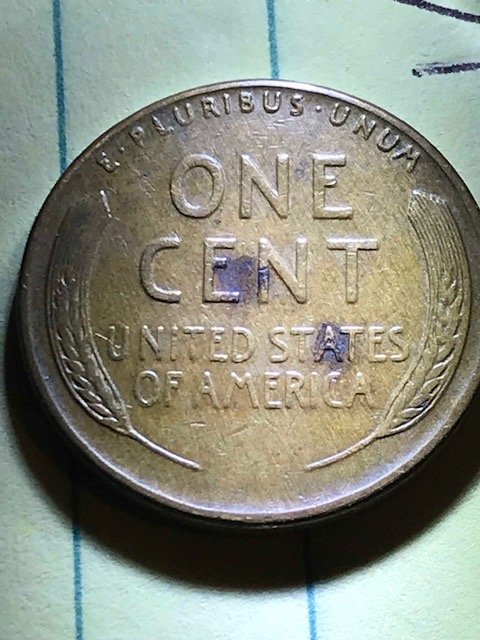 E·PLURIBUS·UNUM
ONE
CENT
UNITED STATES
OF AMERICA